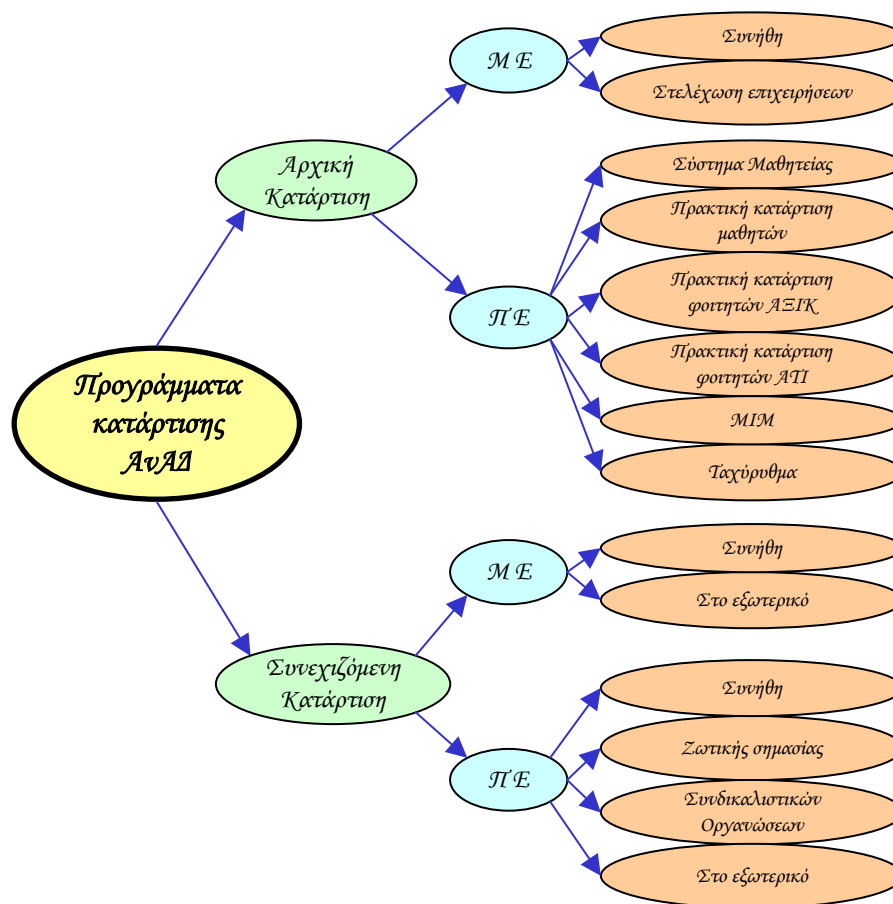 Προγράμματα
κατάρτισης
ΑνΑΔ
Αρχική
Κατάρτιση
Μ Ε
Συνήθη
Στελέχωση επιχειρήσεων
Π Ε
Σύστημα Μαθητείας
Πρακτική κατάρτιση
μαθητών
Πρακτική κατάρτιση
φοιτητών ΑΞΙΚ
Πρακτική κατάρτιση
φοιτητών ΑΤΙ
ΜΙΜ
Ταχύρυθμα
Συνεχιζόμενη
Κατάρτιση
Μ Ε
Συνήθη
Στο εξωτερικό
Π Ε
Συνήθη
Ζωτικής σημασίας
Συνδικαλιστικών
Οργανώσεων
Στο εξωτερικό